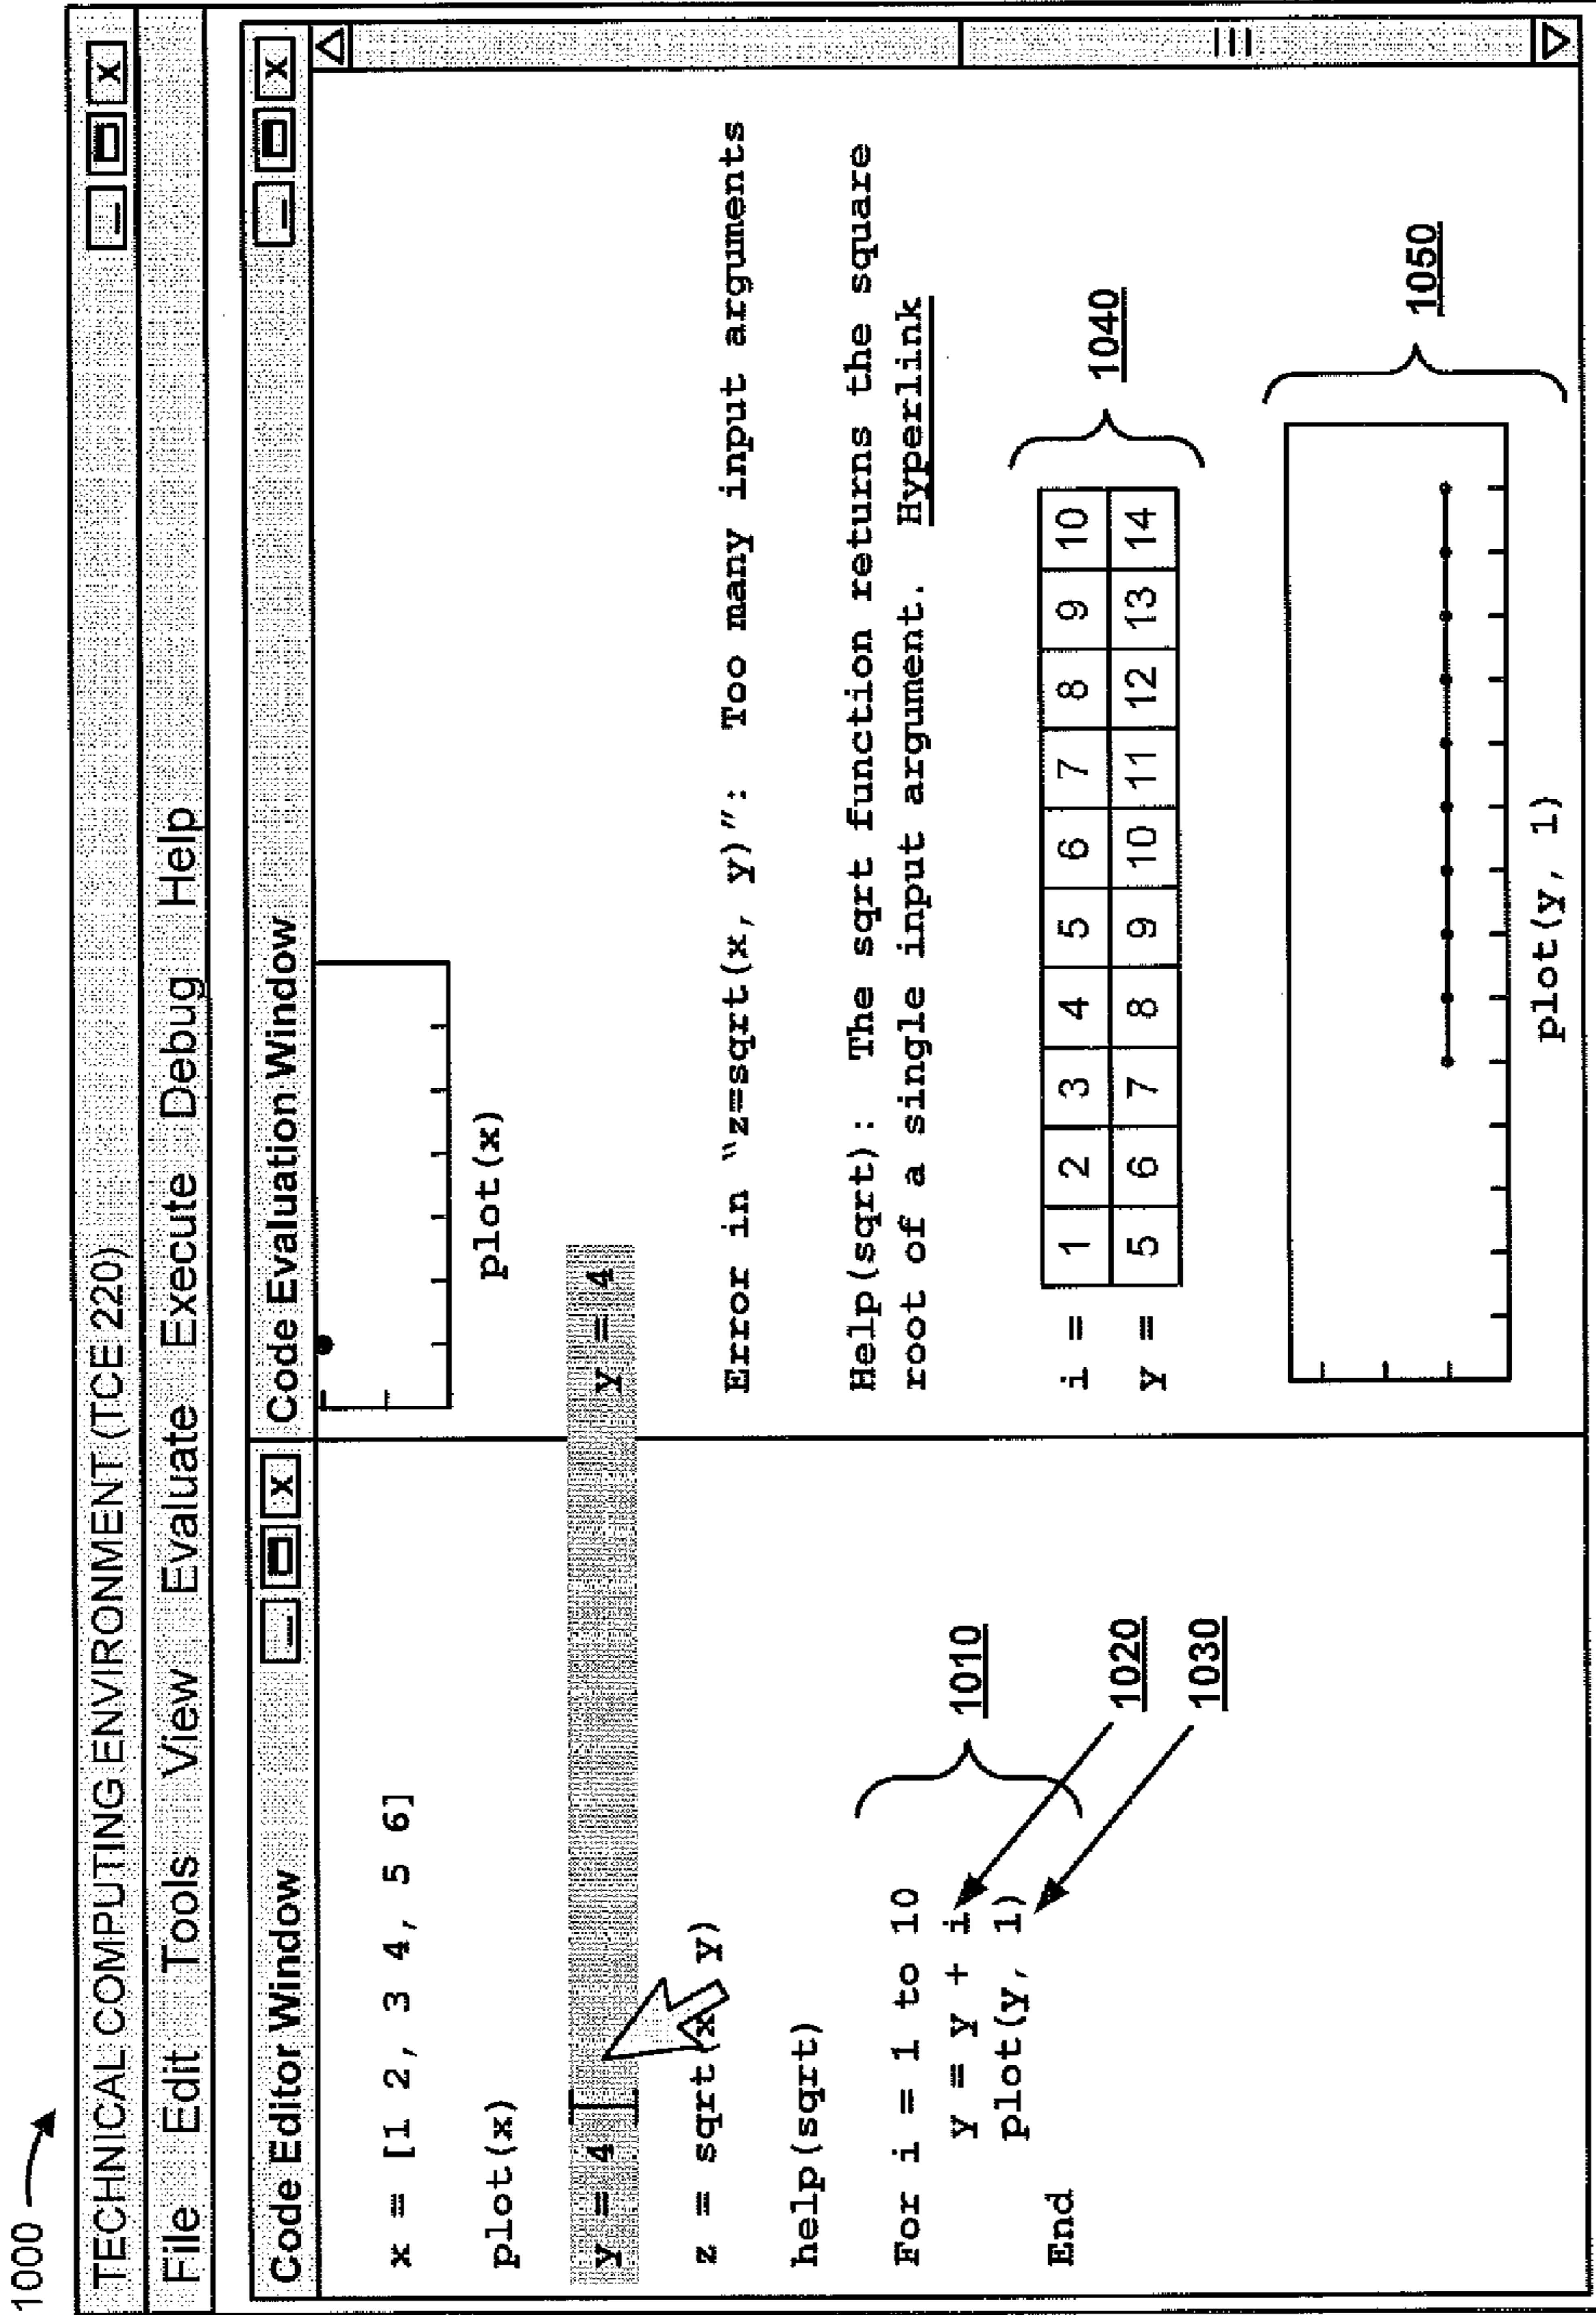 1000
TECHNICAL COMPUTING ENVIRONMENT (TCE 220)
File Edit Tools View Evaluate Execute Debug Help
Code Editor Window
x = [1 2, 3 4, 5 6]
plot(x)
y = 4
z = sqrt(x y)
help(sqrt)
For i = 1 to 10
y = y + i
plot(y, 1)
End
1010
1020
1030
Code Evaluation Window
plot(x)
y = 4
Error in "z=sqrt(x, y)": Too many input arguments
Help(sqrt): The sqrt function returns the square
root of a single input argument. Hyperlink
i = 1 2 3 4 5 6 7 8 9 10
y = 5 6 7 8 9 10 11 12 13 14
1040
plot(y, 1)
1050